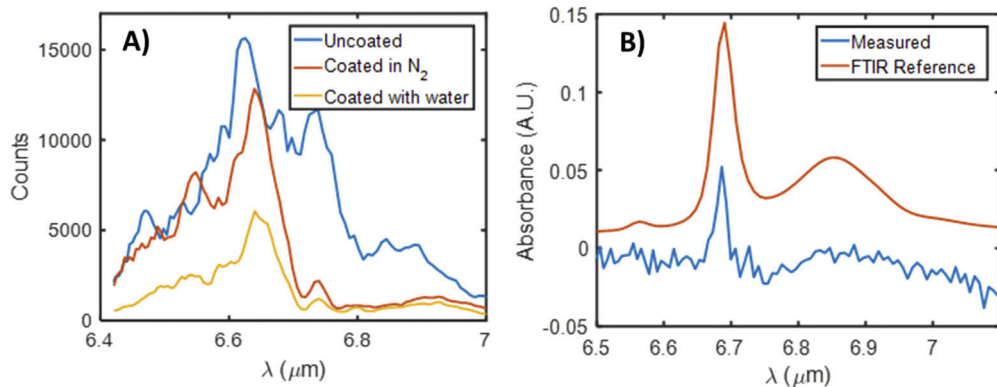 A)
Uncoated
Coated in N2
Coated with water
Counts
15000
10000
5000
0
6.4
6.6
6.8
7
λ (μm)
B)
Measured
FTIR Reference
Absorbance (A.U.)
0.15
0.1
0.05
0
-0.05
6.5
6.6
6.7
6.8
6.9
7
λ (μm)